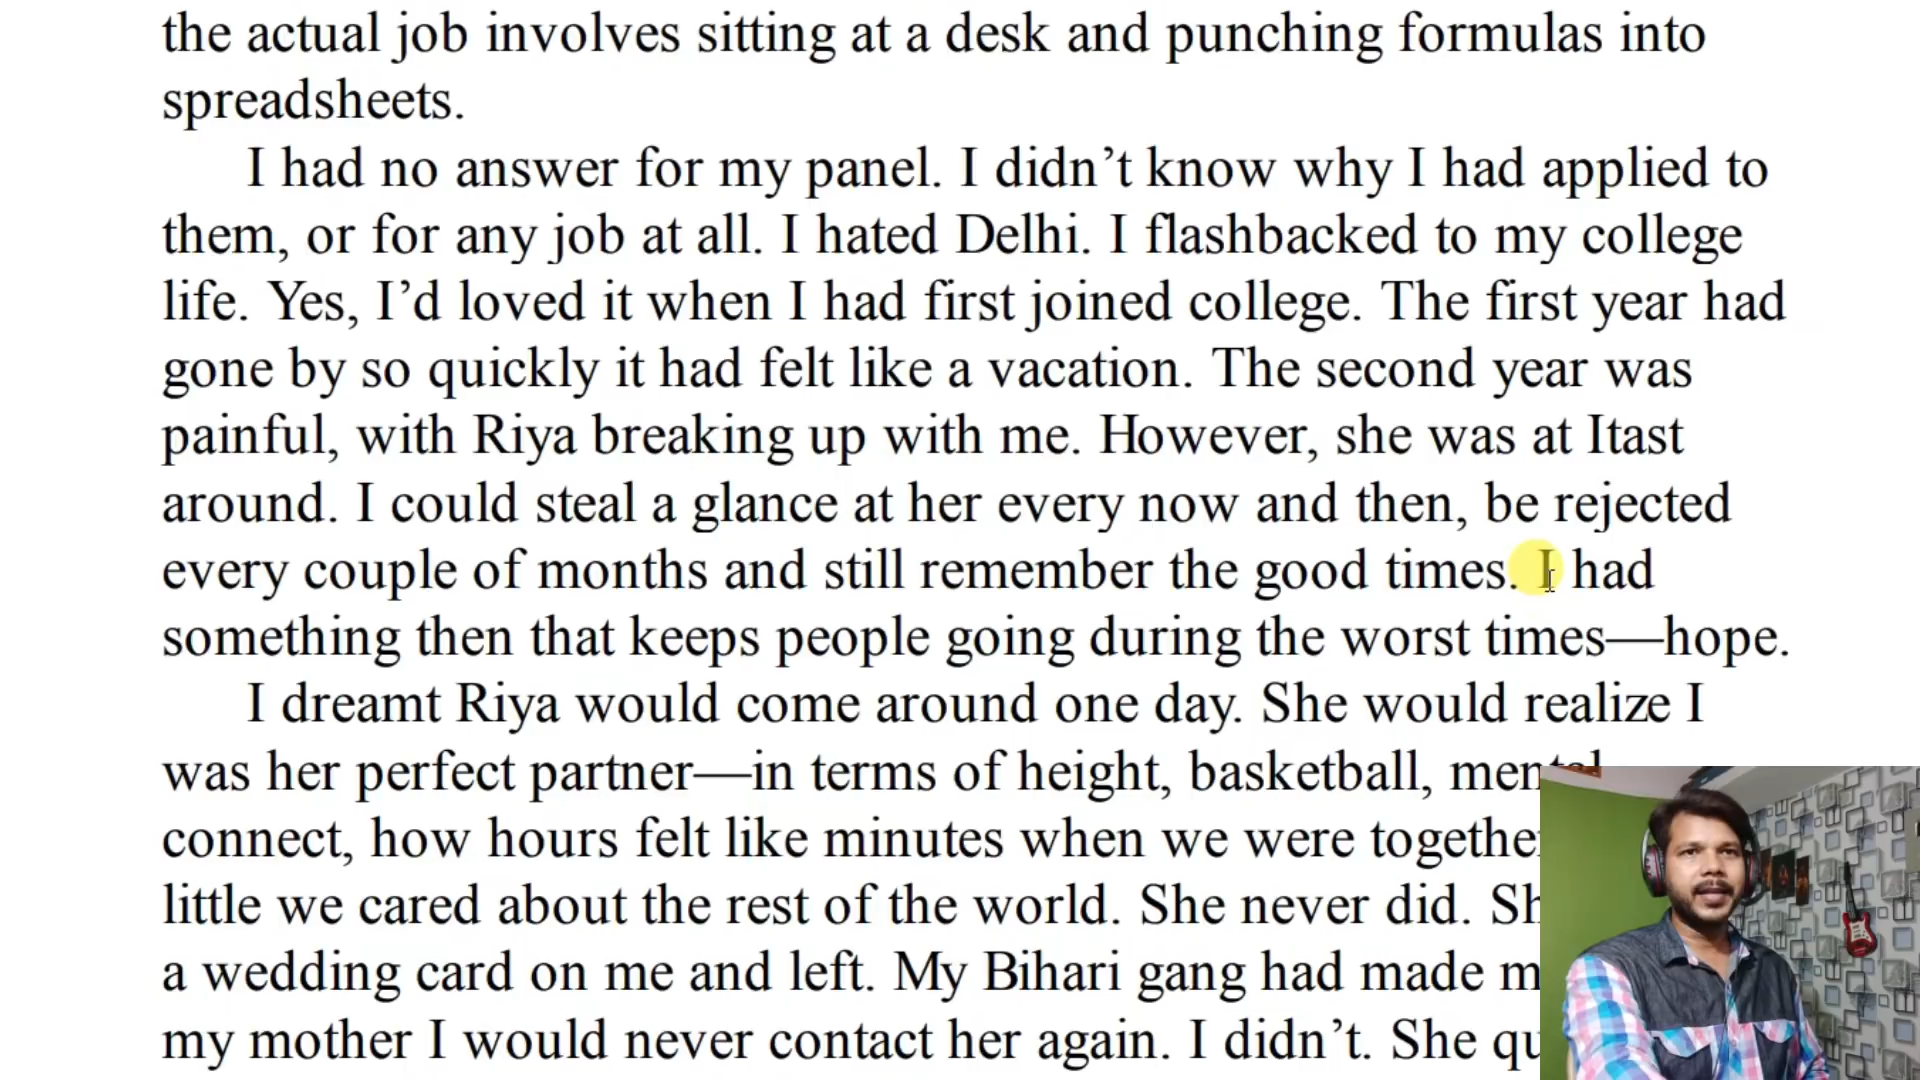 the actual job involves sitting at a desk and punching formulas into
spreadsheets.
I had no answer for my panel. I didn’t know why I had applied to
them, or for any job at all. I hated Delhi. I flashbacked to my college
life. Yes, I’d loved it when I had first joined college. The first year had
gone by so quickly it had felt like a vacation. The second year was
painful, with Riya breaking up with me. However, she was at Itast
around. I could steal a glance at her every now and then, be rejected
every couple of months and still remember the good times. I had
something then that keeps people going during the worst times—hope.
I dreamt Riya would come around one day. She would realize I
was her perfect partner—in terms of height, basketball, mental
connect, how hours felt like minutes when we were together
little we cared about the rest of the world. She never did.
a wedding card on me and left. My Bihari gang had made
my mother I would never contact her again. I didn’t. She